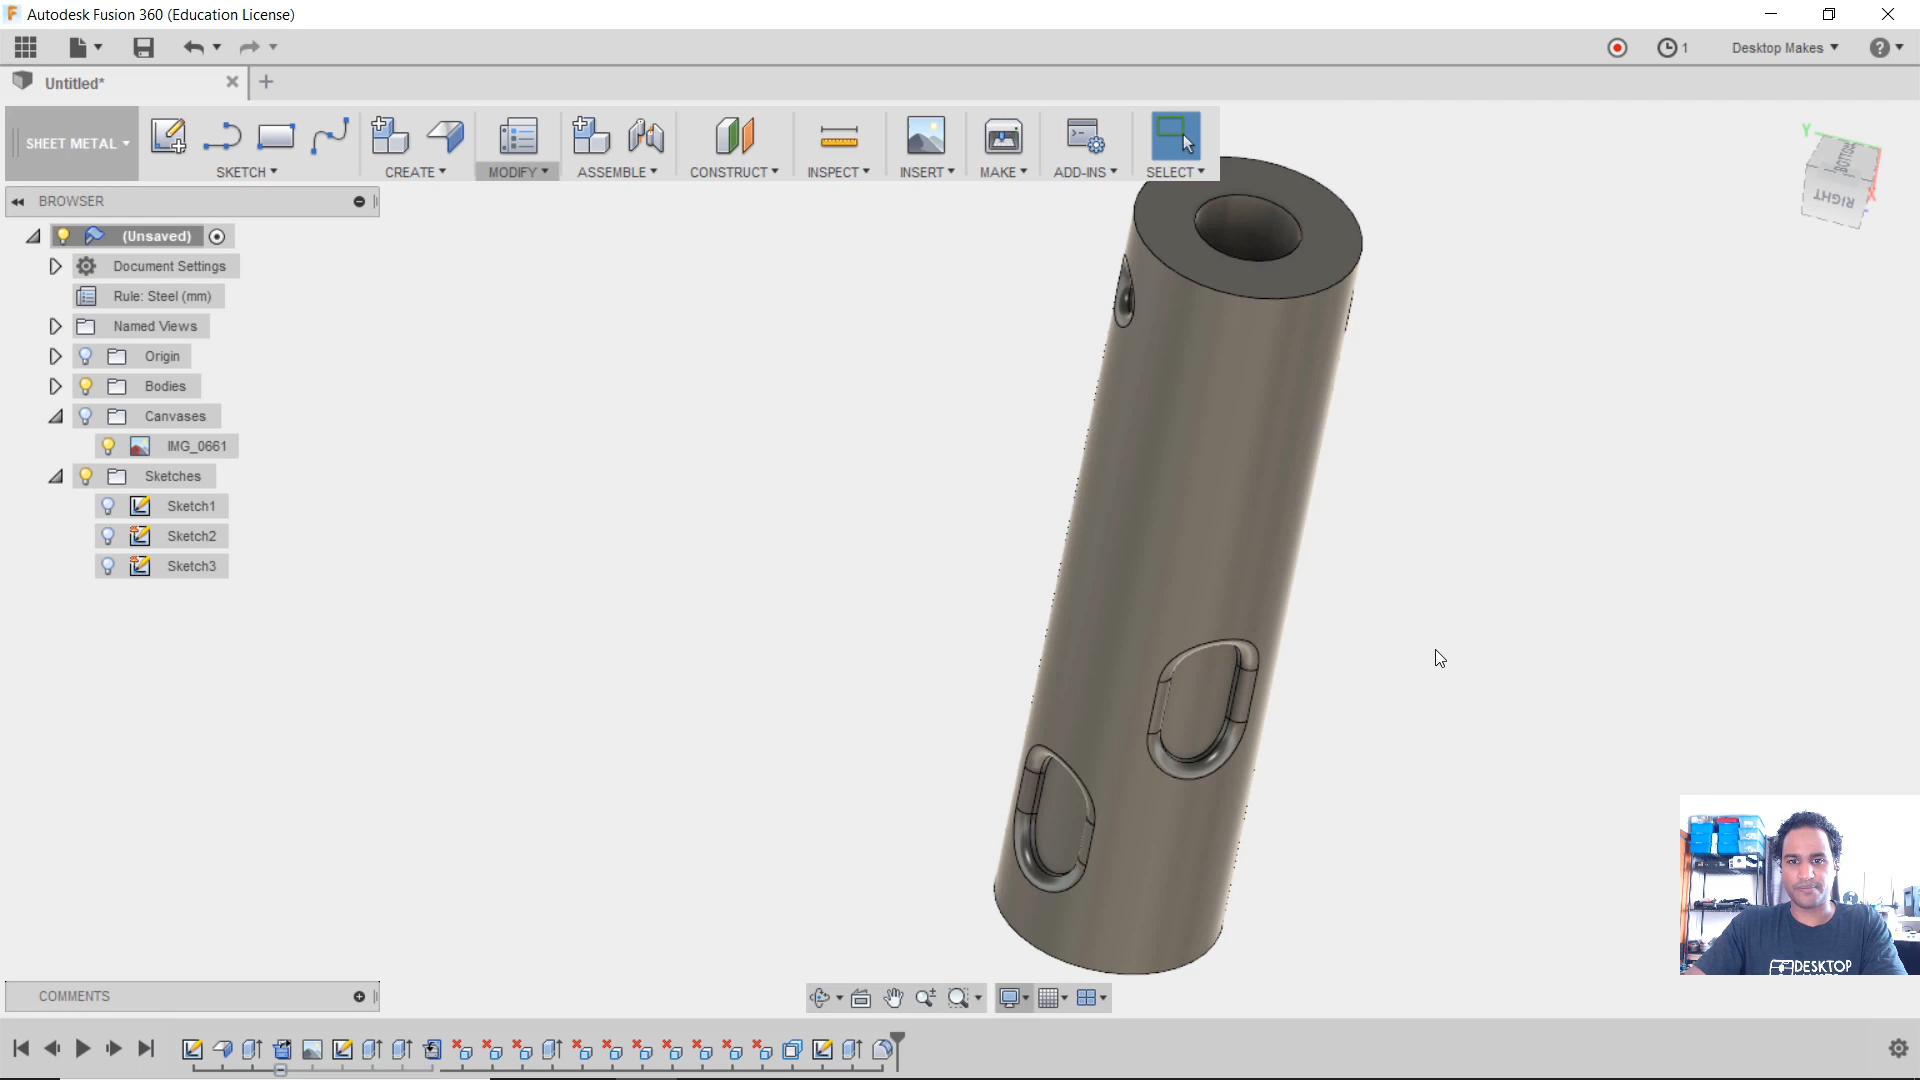 Autodesk Fusion 360 (Education License)
1
Desktop Makes
Untitled*
SHEET METAL
SKETCH
CREATE
MODIFY
ASSEMBLE
CONSTRUCT
INSPECT
INSERT
MAKE
ADD-INS
SELECT
Y
BOTTOM
X
RIGHT
BROWSER
(Unsaved)
Document Settings
Rule: Steel (mm)
Named Views
Origin
Bodies
Canvases
IMG_0661
Sketches
Sketch1
Sketch2
Sketch3
DESKTOP
COMMENTS